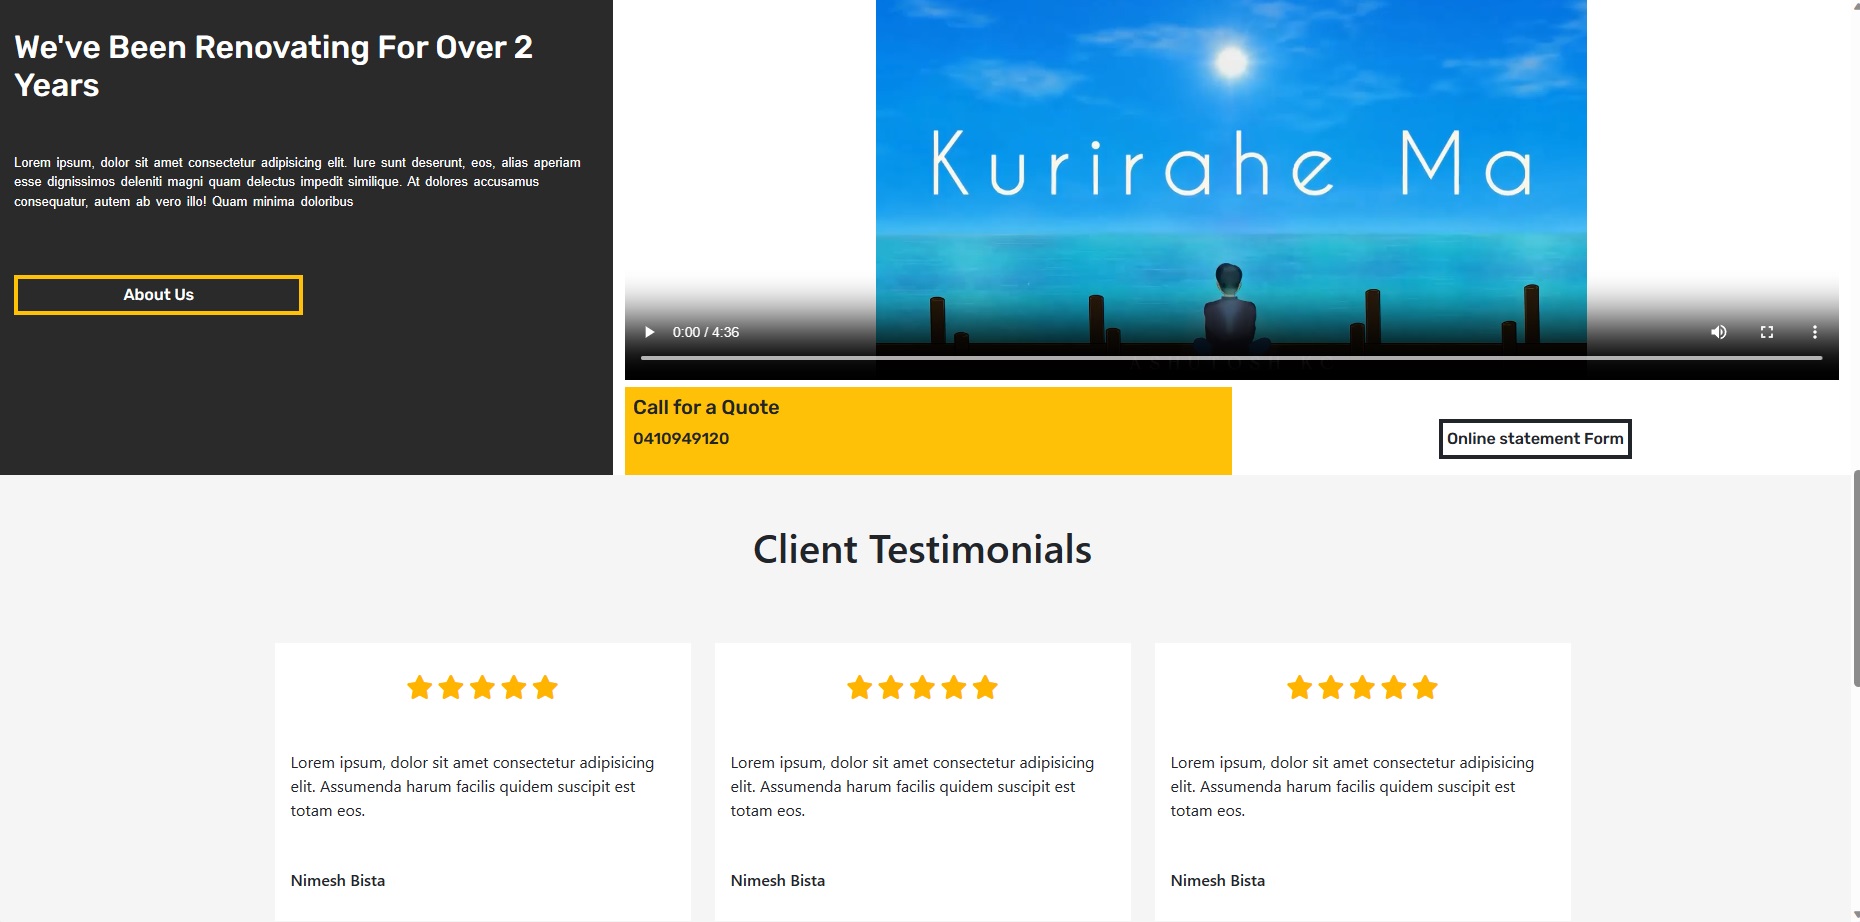 We've Been Renovating For Over 2
Years
Lorem ipsum, dolor sit amet consectetur adipisicing elit. Iure sunt deserunt, eos, alias aperiam
esse dignissimos deleniti magni quam delectus impedit similique. At dolores accusamus
consequatur, autem ab vero illo! Quam minima doloribus
About Us
Kurirahe Ma
0:00 / 4:36
Call for a Quote
0410949120
Online statement Form
Client Testimonials
Lorem ipsum, dolor sit amet consectetur adipisicing
elit. Assumenda harum facilis quidem suscipit est
totam eos.
Nimesh Bista
Lorem ipsum, dolor sit amet consectetur adipisicing
elit. Assumenda harum facilis quidem suscipit est
totam eos.
Nimesh Bista
Lorem ipsum, dolor sit amet consectetur adipisicing
elit. Assumenda harum facilis quidem suscipit est
totam eos.
Nimesh Bista